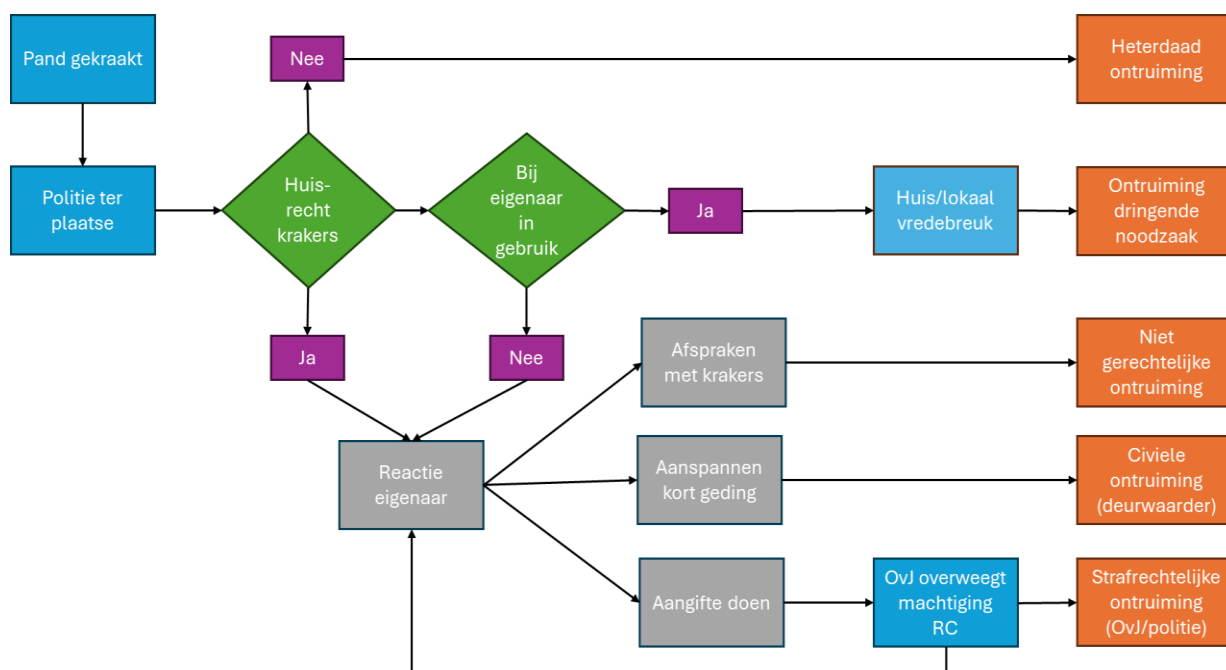 Pand gekraakt
Nee
Heterdaad
ontruiming
Politie ter
plaatse
Huis-
recht
krakers
Bij
eigenaar
in
gebruik
Ja
Huis/lokaal
vredebreuk
Ontruiming
dringende
noodzaak
Ja
Nee
Afspraken
met krakers
Niet
gerechtelijke
ontruiming
Reactie
eigenaar
Aanspannen
kort geding
Civiele
ontruiming
(deurwaarder)
Aangifte doen
OvJ overweegt
machtiging
RC
Strafrechtelijke
ontruiming
(OvJ/politie)